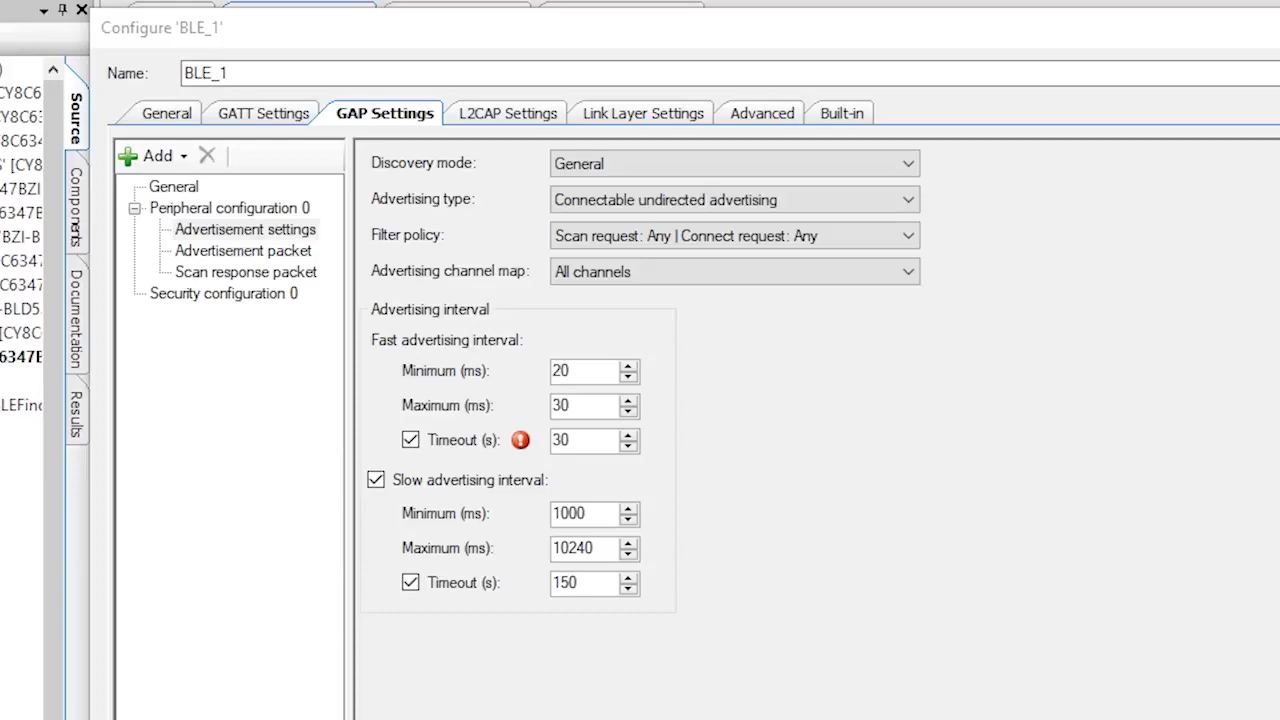 Configure 'BLE_1'
Name: BLE_1
General GATT Settings GAP Settings L2CAP Settings Link Layer Settings Advanced Built-in
Add
General
Peripheral configuration 0
Advertisement settings
Advertisement packet
Scan response packet
Security configuration 0
Discovery mode: General
Advertising type: Connectable undirected advertising
Filter policy: Scan request: Any | Connect request: Any
Advertising channel map: All channels
Advertising interval
Fast advertising interval:
Minimum (ms): 20
Maximum (ms): 30
Timeout (s): 30
Slow advertising interval:
Minimum (ms): 1000
Maximum (ms): 10240
Timeout (s): 150
Source
Components
Documentation
Results